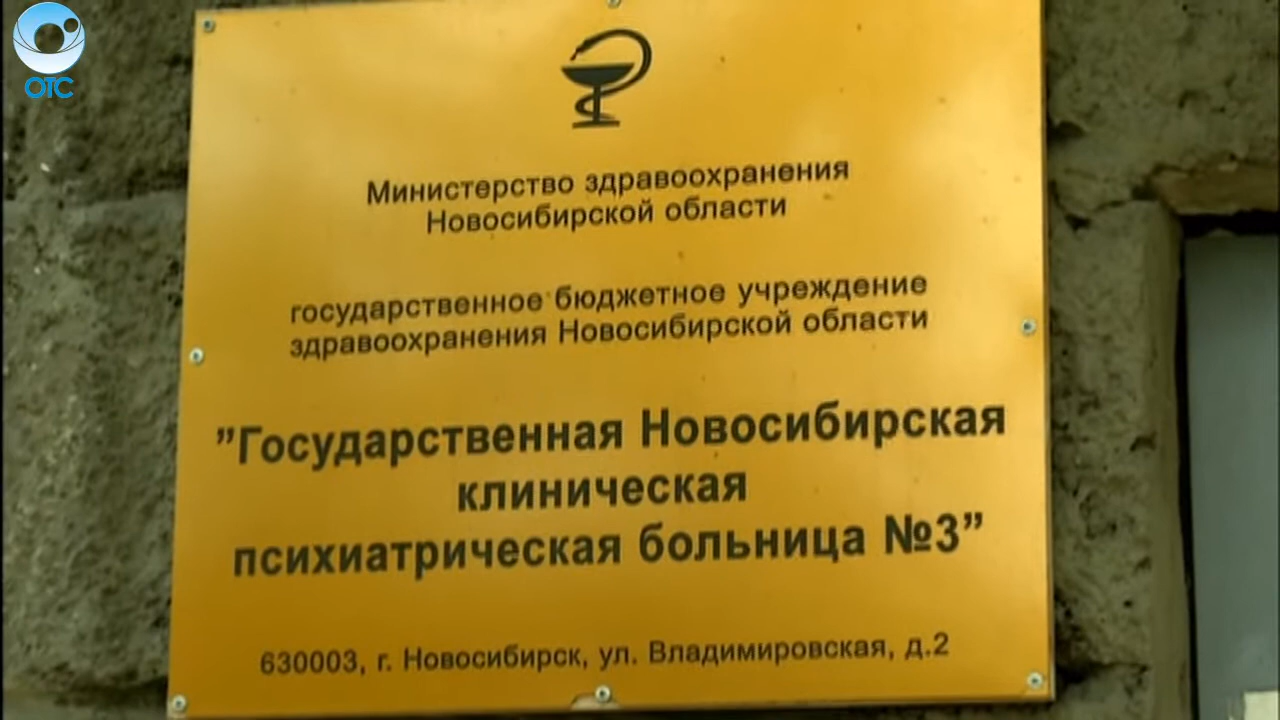 ОТС
Министерство здравоохранения
Новосибирской области
государственное бюджетное учреждение
здравоохранения Новосибирской области
"Государственная Новосибирская
клиническая
психиатрическая больница №3"
630003, г. Новосибирск, ул. Владимировская, д.2